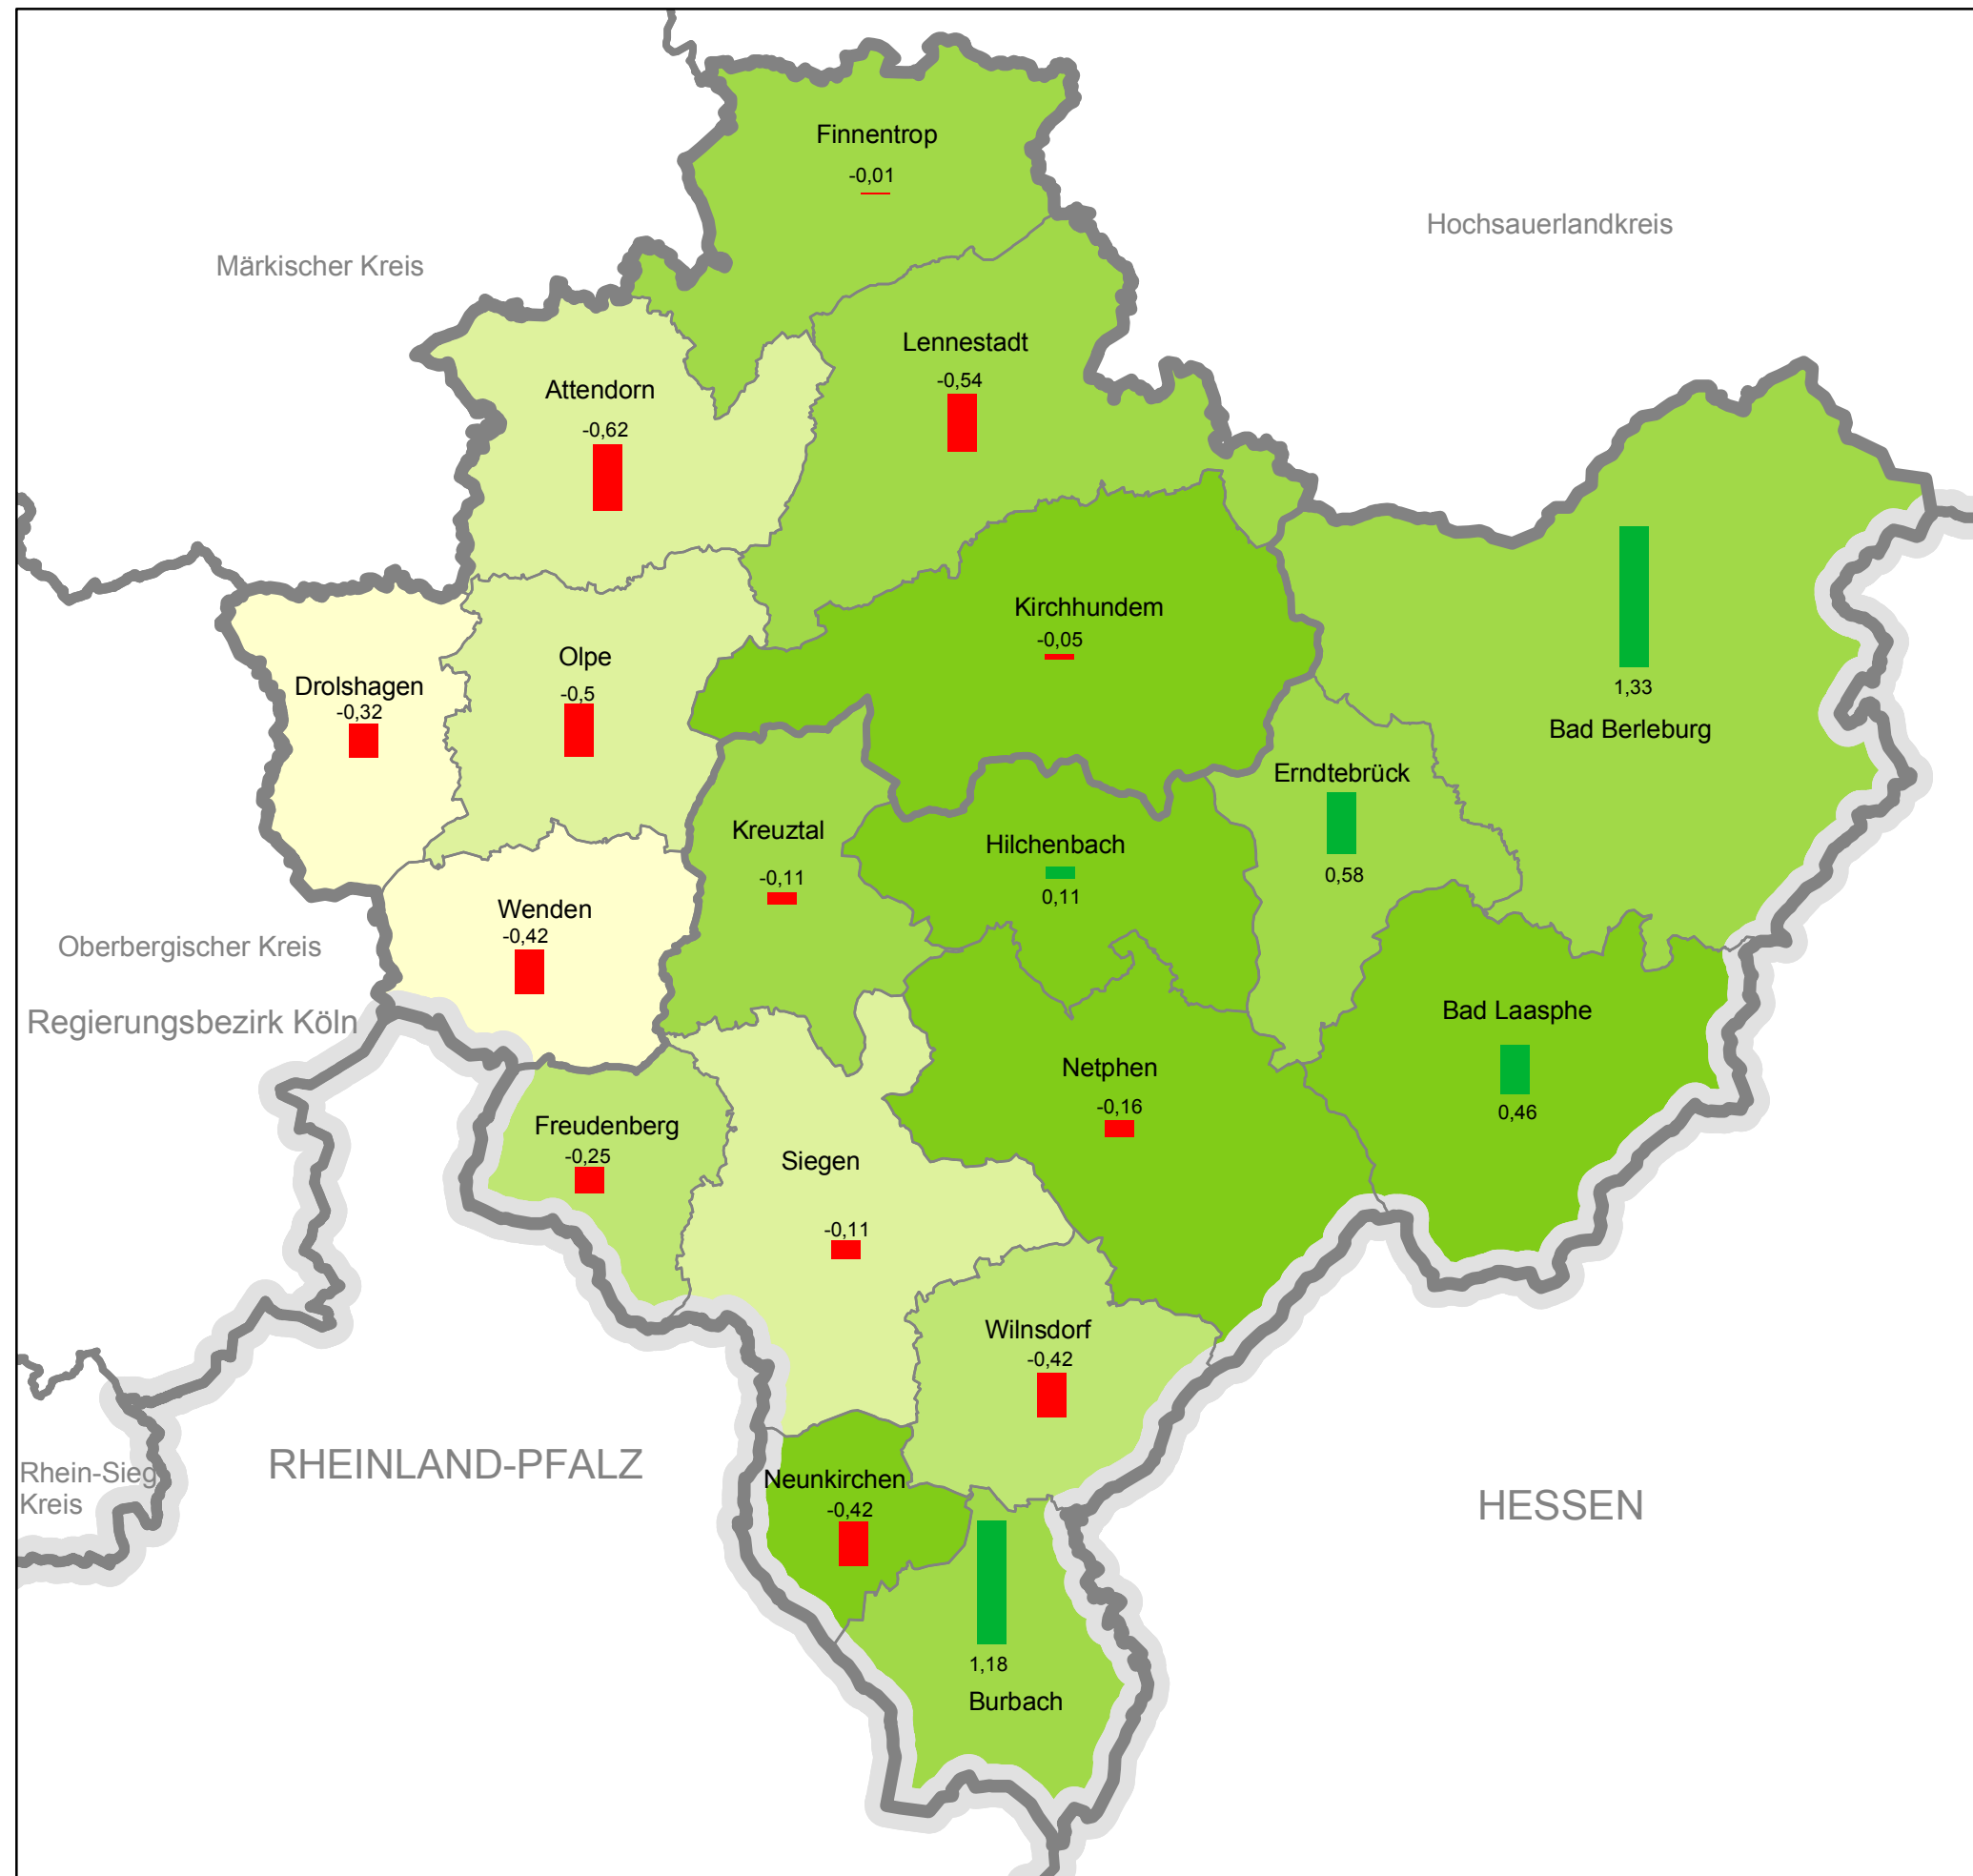 Finnentrop
-0,01
Hochsauerlandkreis
Märkischer Kreis
Lennestadt
-0,54
Attendorn
-0,62
Kirchhundem
-0,05
Olpe
-0,5
Drolshagen
-0,32
1,33
Bad Berleburg
Erndtebrück
0,58
Kreuztal
-0,11
Hilchenbach
0,11
Wenden
-0,42
Oberbergischer Kreis
Regierungsbezirk Köln
Bad Laasphe
0,46
Netphen
-0,16
Freudenberg
-0,25
Siegen
-0,11
Wilnsdorf
-0,42
RHEINLAND-PFALZ
Rhein-Sieg
Kreis
Neunkirchen
-0,42
HESSEN
1,18
Burbach